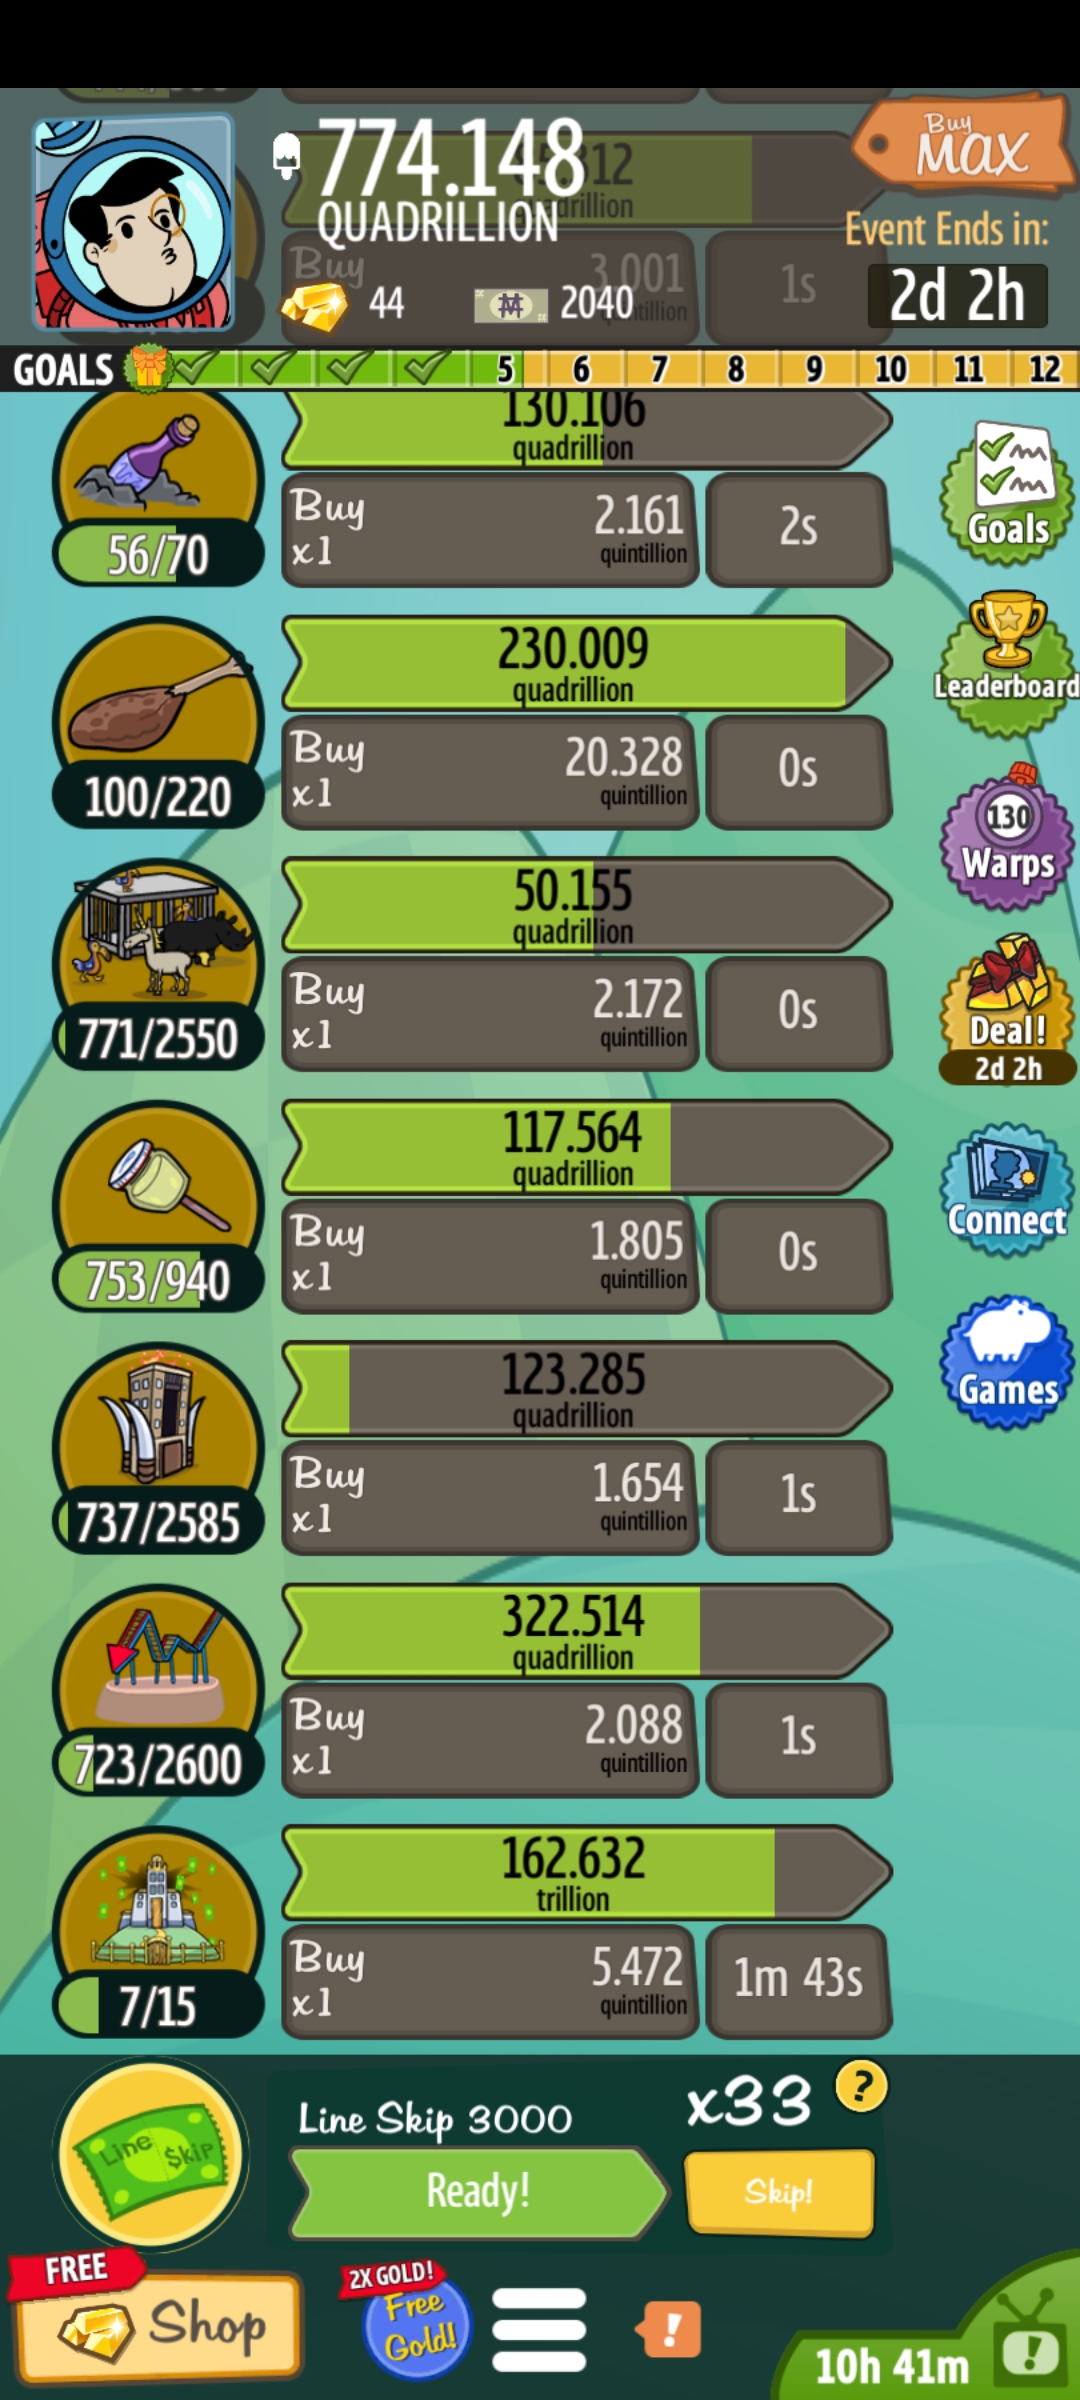 774.148
QUADRILLION
Buy
MAX
Event Ends in:
2d 2h
44
2040
Buy
3.001
1s
GOALS 5 6 7 8 9 10 11 12
130.106
quadrillion
56/70
Buy
x1
2.161
quintillion
2s
Goals
Leaderboard
230.009
quadrillion
100/220
Buy
x1
20.328
quintillion
0s
130
Warps
50.155
quadrillion
771/2550
Buy
x1
2.172
quintillion
0s
Deal!
2d 2h
117.564
quadrillion
753/940
Buy
x1
1.805
quintillion
0s
Connect
Games
123.285
quadrillion
737/2585
Buy
x1
1.654
quintillion
1s
322.514
quadrillion
723/2600
Buy
x1
2.088
quintillion
1s
162.632
trillion
7/15
Buy
x1
5.472
quintillion
1m 43s
Line $kip
Line Skip 3000
x33
?
Ready!
Skip!
FREE
Shop
2X GOLD!
Free
Gold!
!
10h 41m
!